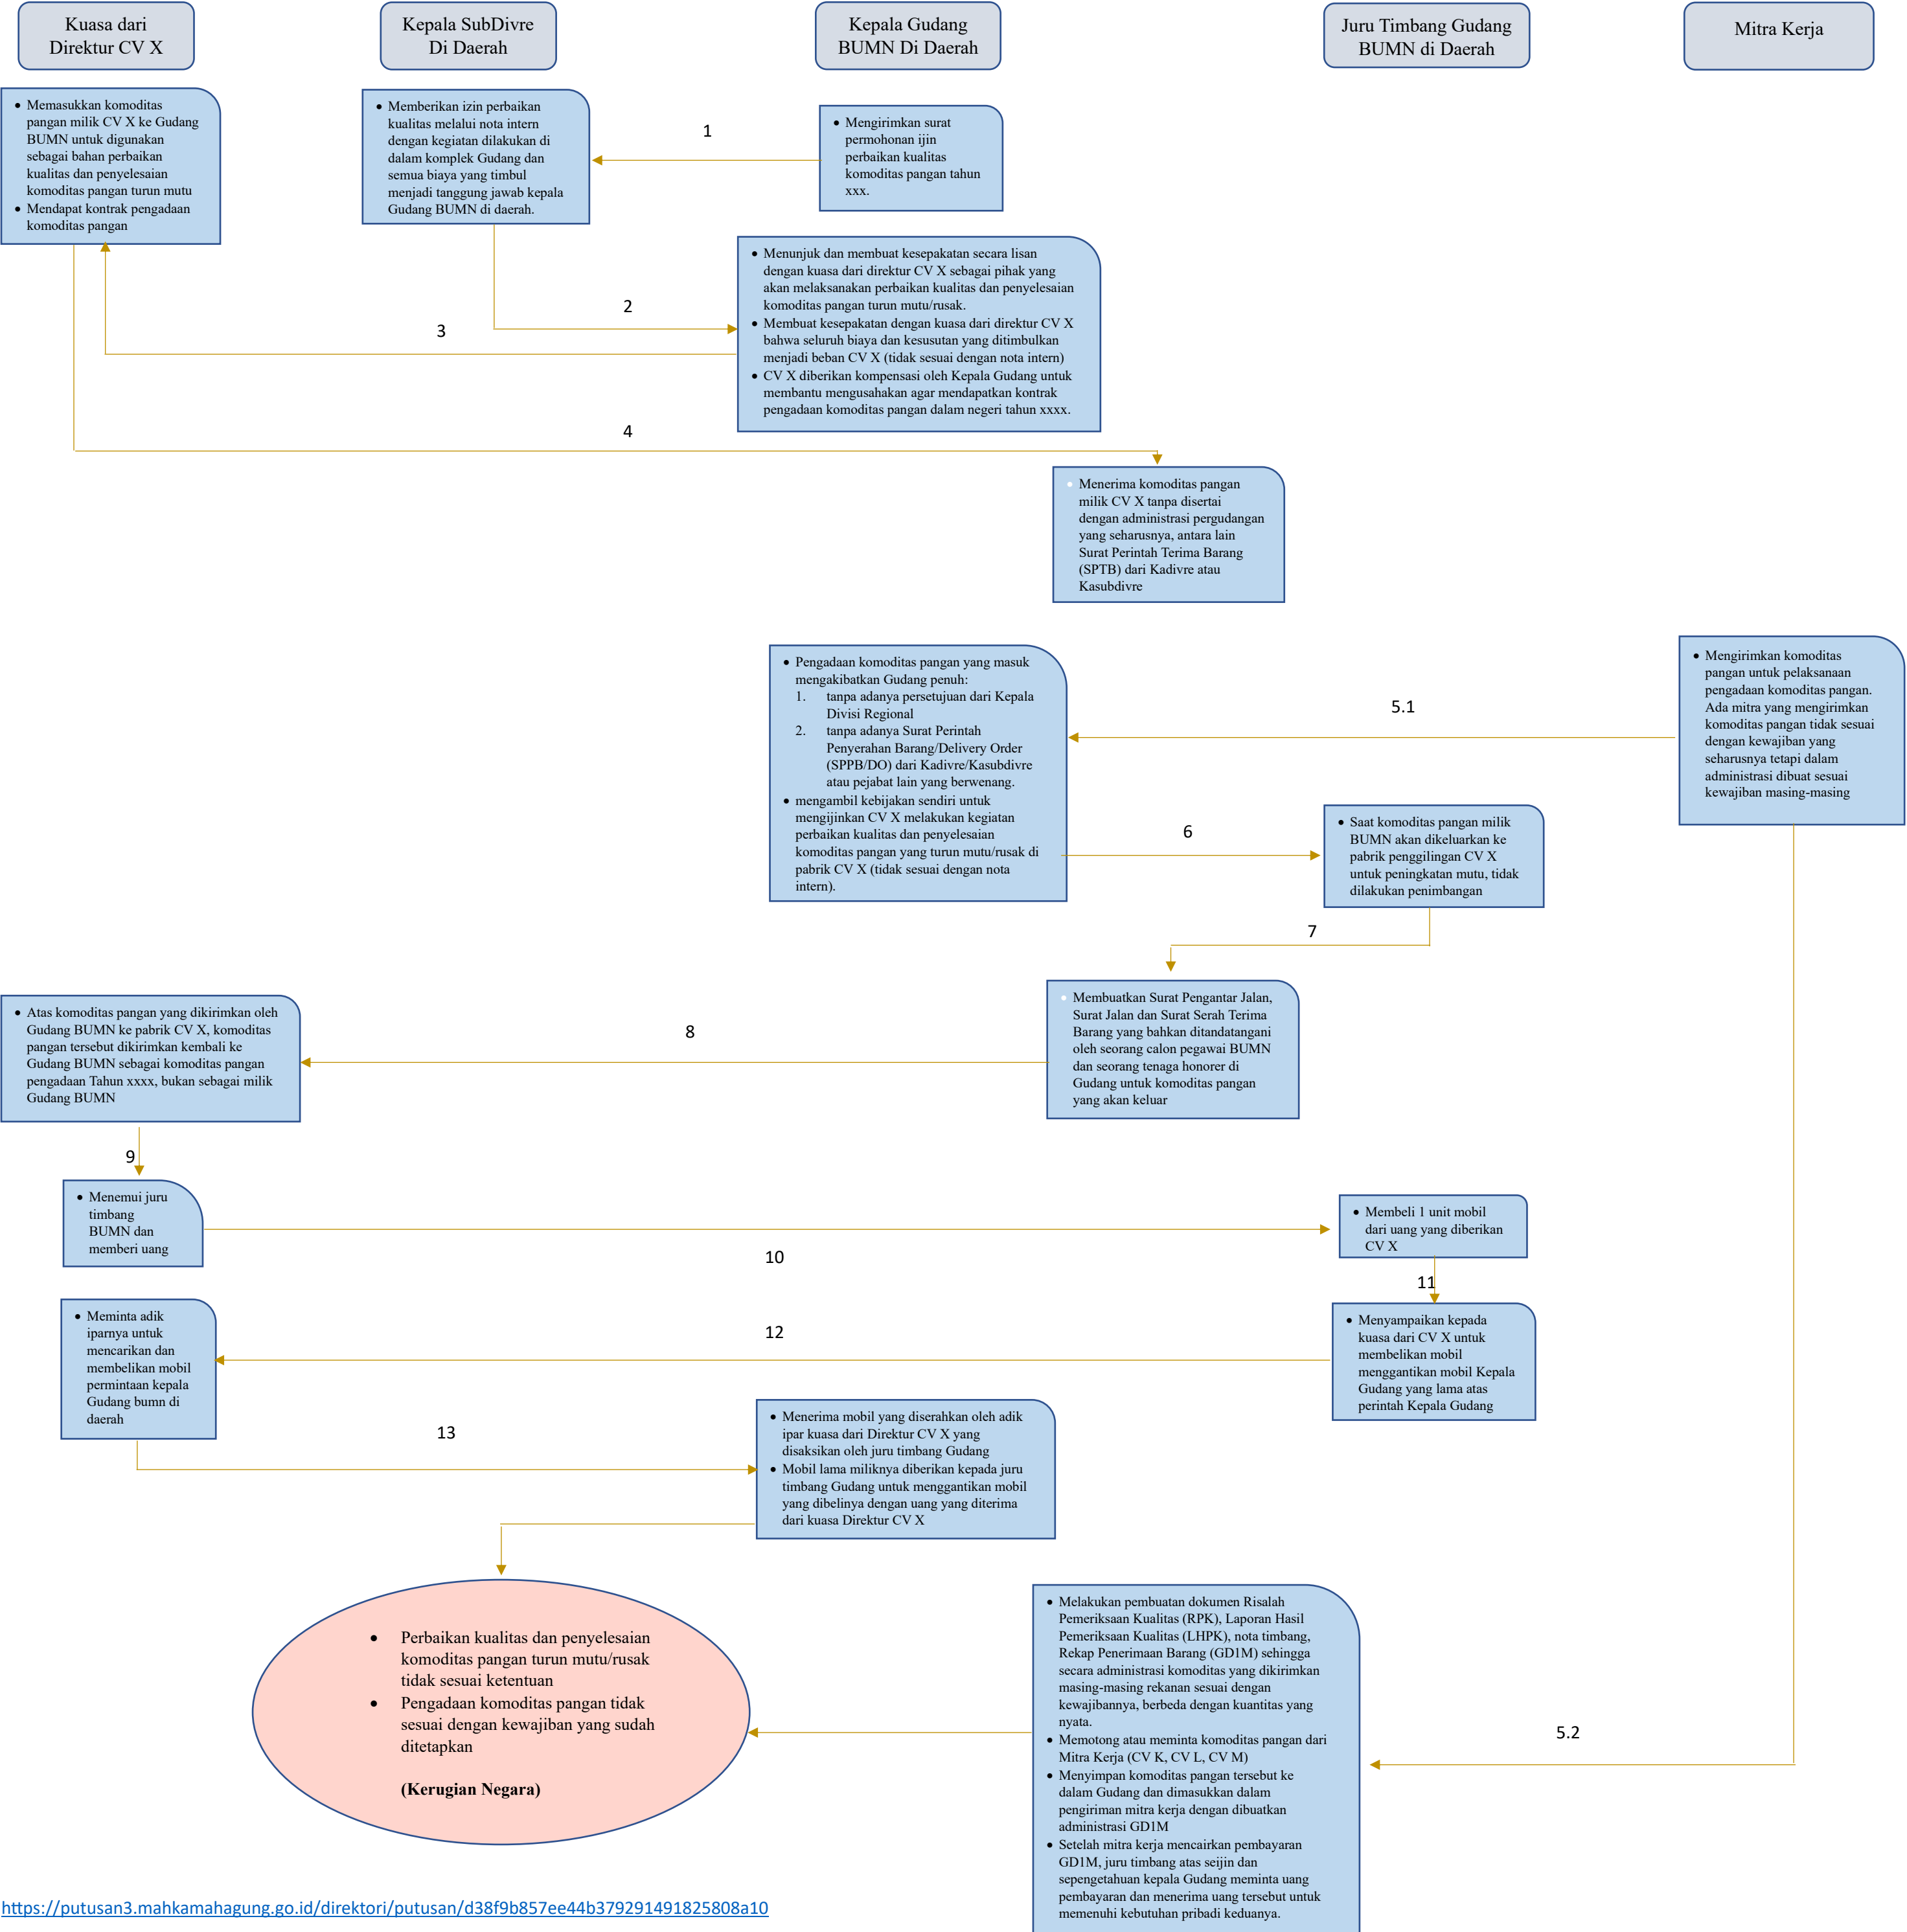 Kuasa dari
Direktur CV X
Kepala SubDivre
Di Daerah
Kepala Gudang
BUMN Di Daerah
Juru Timbang Gudang
BUMN di Daerah
Mitra Kerja
• Memasukkan komoditas
pangan milik CV X ke Gudang
BUMN untuk digunakan
sebagai bahan perbaikan
kualitas dan penyelesaian
komoditas pangan turun mutu
• Mendapat kontrak pengadaan
komoditas pangan
• Memberikan izin perbaikan
kualitas melalui nota intern
dengan kegiatan dilakukan di
dalam komplek Gudang dan
semua biaya yang timbul
menjadi tanggung jawab kepala
Gudang BUMN di daerah.
1
• Mengirimkan surat
permohonan ijin
perbaikan kualitas
komoditas pangan tahun
xxx.
2
3
• Menunjuk dan membuat kesepakatan secara lisan
dengan kuasa dari direktur CV X sebagai pihak yang
akan melaksanakan perbaikan kualitas dan penyelesaian
komoditas pangan turun mutu/rusak.
• Membuat kesepakatan dengan kuasa dari direktur CV X
bahwa seluruh biaya dan kesusutan yang ditimbulkan
menjadi beban CV X (tidak sesuai dengan nota intern)
• CV X diberikan kompensasi oleh Kepala Gudang untuk
membantu mengusahakan agar mendapatkan kontrak
pengadaan komoditas pangan dalam negeri tahun xxxx.
4
• Menerima komoditas pangan
milik CV X tanpa disertai
dengan administrasi pergudangan
yang seharusnya, antara lain
Surat Perintah Terima Barang
(SPTB) dari Kadivre atau
Kasubdivre
• Pengadaan komoditas pangan yang masuk
mengakibatkan Gudang penuh:
1. tanpa adanya persetujuan dari Kepala
Divisi Regional
2. tanpa adanya Surat Perintah
Penyerahan Barang/Delivery Order
(SPPB/DO) dari Kadivre/Kasubdivre
atau pejabat lain yang berwenang.
• mengambil kebijakan sendiri untuk
mengijinkan CV X melakukan kegiatan
perbaikan kualitas dan penyelesaian
komoditas pangan yang turun mutu/rusak di
pabrik CV X (tidak sesuai dengan nota
intern).
5.1
• Mengirimkan komoditas
pangan untuk pelaksanaan
pengadaan komoditas pangan.
Ada mitra yang mengirimkan
komoditas pangan tidak sesuai
dengan kewajiban yang
seharusnya tetapi dalam
administrasi dibuat sesuai
kewajiban masing-masing
6
• Saat komoditas pangan milik
BUMN akan dikeluarkan ke
pabrik penggilingan CV X
untuk peningkatan mutu, tidak
dilakukan penimbangan
7
• Membuatkan Surat Pengantar Jalan,
Surat Jalan dan Surat Serah Terima
Barang yang bahkan ditandatangani
oleh seorang calon pegawai BUMN
dan seorang tenaga honorer di
Gudang untuk komoditas pangan
yang akan keluar
8
• Atas komoditas pangan yang dikirimkan oleh
Gudang BUMN ke pabrik CV X, komoditas
pangan tersebut dikirimkan kembali ke
Gudang BUMN sebagai komoditas pangan
pengadaan Tahun xxxx, bukan sebagai milik
Gudang BUMN
9
• Menemui juru
timbang
BUMN dan
memberi uang
10
• Membeli 1 unit mobil
dari uang yang diberikan
CV X
11
• Menyampaikan kepada
kuasa dari CV X untuk
membelikan mobil
menggantikan mobil Kepala
Gudang yang lama atas
perintah Kepala Gudang
12
• Meminta adik
iparnya untuk
mencarikan dan
membelikan mobil
permintaan kepala
Gudang bumn di
daerah
13
• Menerima mobil yang diserahkan oleh adik
ipar kuasa dari Direktur CV X yang
disaksikan oleh juru timbang Gudang
• Mobil lama miliknya diberikan kepada juru
timbang Gudang untuk menggantikan mobil
yang dibelinya dengan uang yang diterima
dari kuasa Direktur CV X
• Perbaikan kualitas dan penyelesaian
komoditas pangan turun mutu/rusak
tidak sesuai ketentuan
• Pengadaan komoditas pangan tidak
sesuai dengan kewajiban yang sudah
ditetapkan
(Kerugian Negara)
• Melakukan pembuatan dokumen Risalah
Pemeriksaan Kualitas (RPK), Laporan Hasil
Pemeriksaan Kualitas (LHPK), nota timbang,
Rekap Penerimaan Barang (GD1M) sehingga
secara administrasi komoditas yang dikirimkan
masing-masing rekanan sesuai dengan
kewajibannya, berbeda dengan kuantitas yang
nyata.
• Memotong atau meminta komoditas pangan dari
Mitra Kerja (CV K, CV L, CV M)
• Menyimpan komoditas pangan tersebut ke
dalam Gudang dan dimasukkan dalam
pengiriman mitra kerja dengan dibuatkan
administrasi GD1M
• Setelah mitra kerja mencairkan pembayaran
GD1M, juru timbang atas seijin dan
sepengetahuan kepala Gudang meminta uang
pembayaran dan menerima uang tersebut untuk
memenuhi kebutuhan pribadi keduanya.
5.2
https://putusan3.mahkamahagung.go.id/direktori/putusan/d38f9b857ee44b379291491825808a10